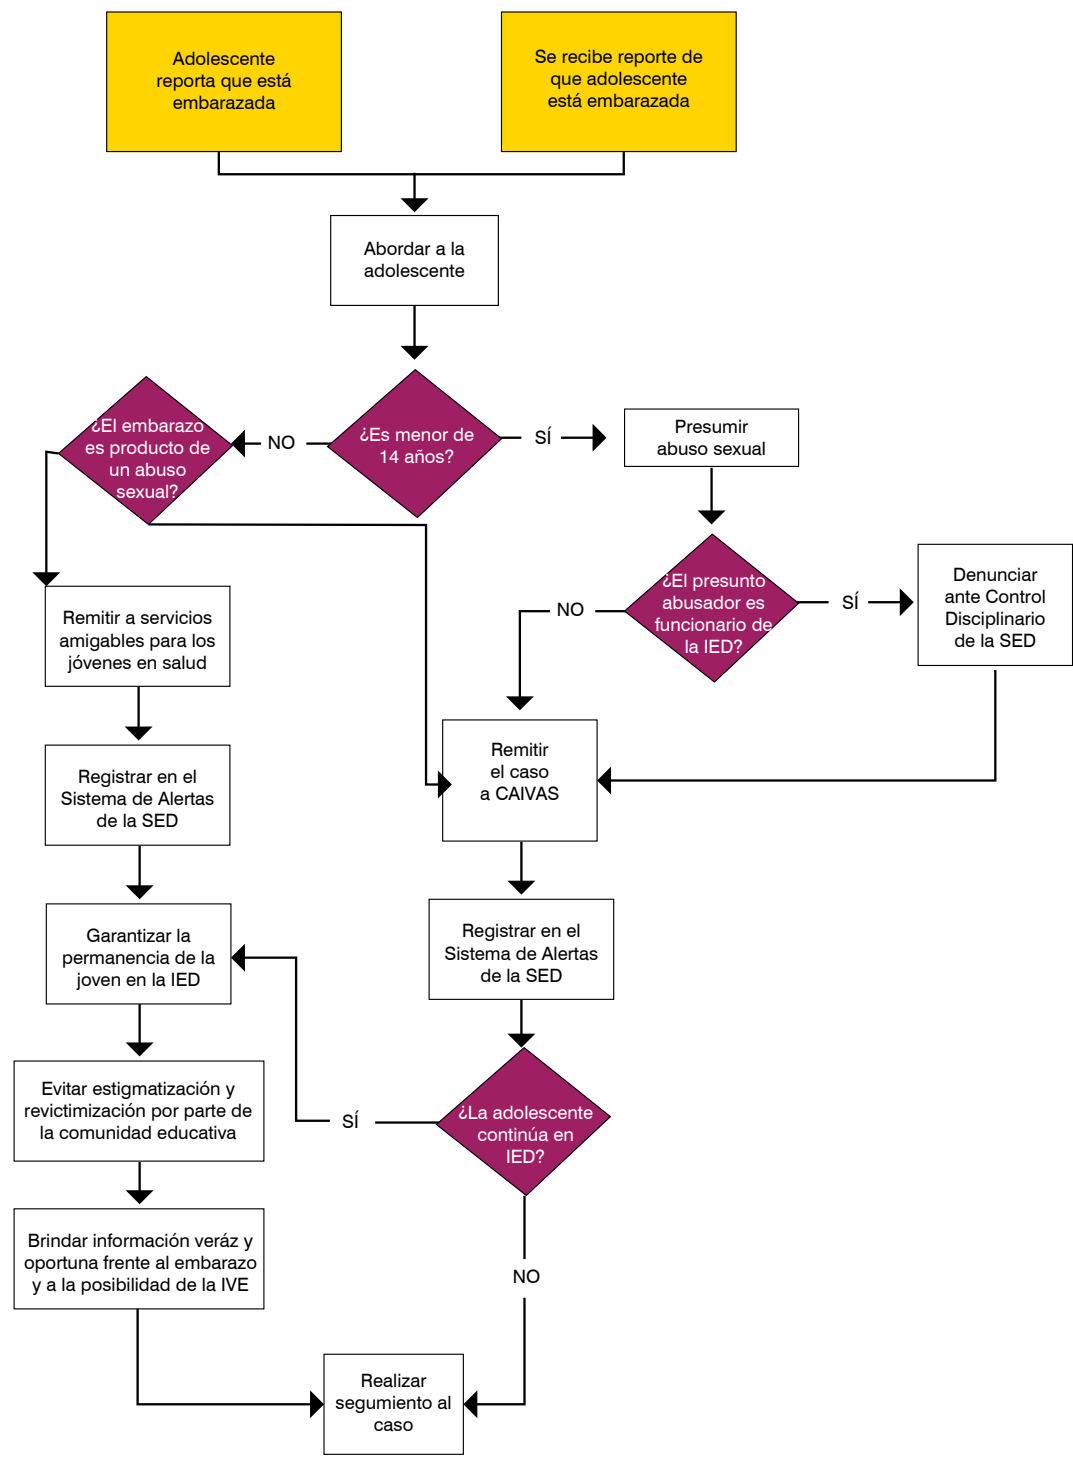 Adolescente
reporta que está
embarazada
Se recibe reporte de
que adolescente
está embarazada
Abordar a la
adolescente
¿El embarazo
es producto de
un abuso
sexual?
NO
¿Es menor de
14 años?
SÍ
Presumir
abuso sexual
NO
¿El presunto
abusador es
funcionario de
la IED?
SÍ
Denunciar
ante Control
Disciplinario
de la SED
Remitir a servicios
amigables para los
jóvenes en salud
Remitir
el caso
a CAIVAS
Registrar en el
Sistema de Alertas
de la SED
Garantizar la
permanencia de la
joven en la IED
Registrar en el
Sistema de Alertas
de la SED
Evitar estigmatización y
revictimización por parte de
la comunidad educativa
SÍ
¿La adolescente
continúa en
IED?
Brindar información veráz y
oportuna frente al embarazo
y a la posibilidad de la IVE
NO
Realizar
segumiento al
caso